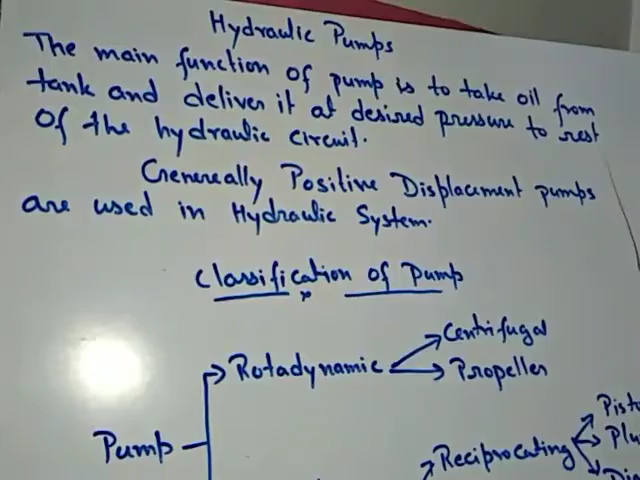 Hydraulic Pumps
The main function of pump is to take oil from
tank and deliver it at desired pressure to rest
Of the hydraulic circuit.
Generally Positive Displacement pumps
are used in Hydraulic System.
Classification of Pump
Rotadynamic
Centrifugal
Propeller
Pump
Reciprocating